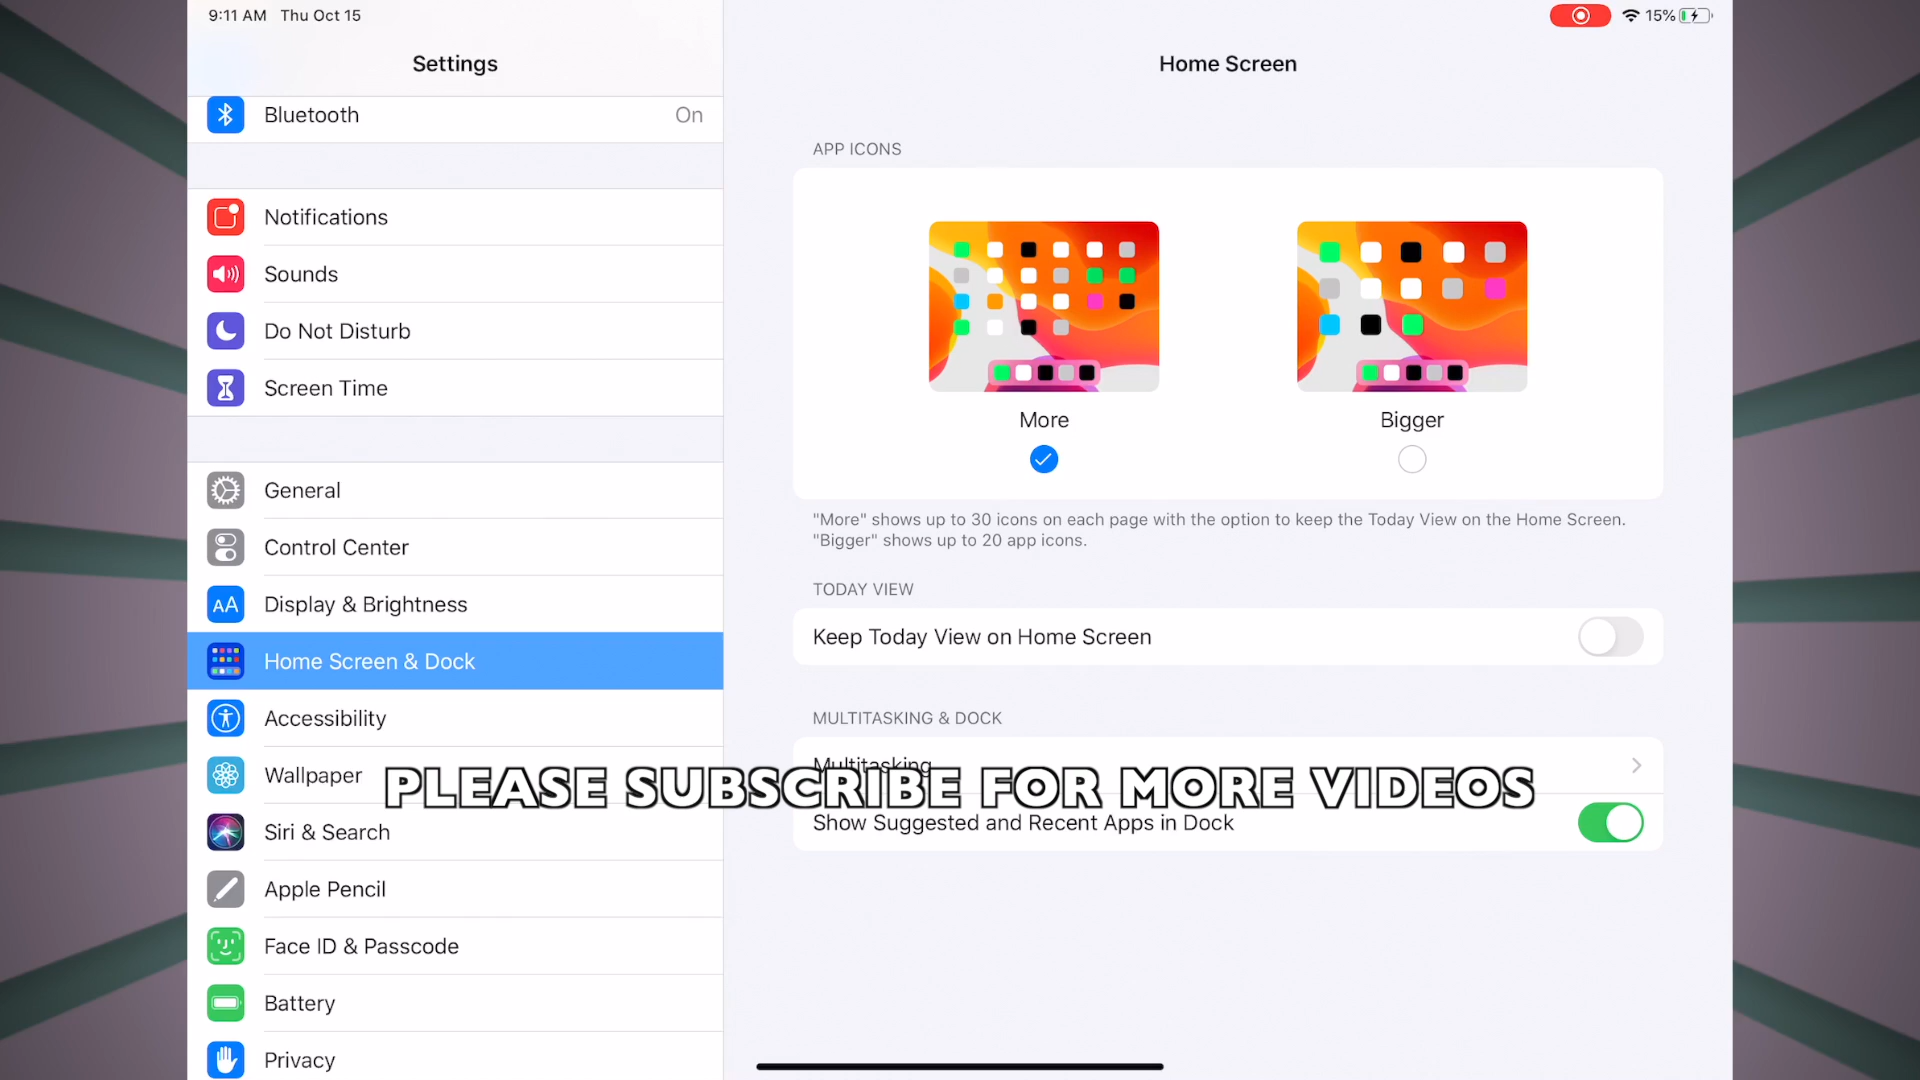 9:11 AM Thu Oct 15
15%
Settings
Bluetooth
On
Notifications
Sounds
Do Not Disturb
Screen Time
General
Control Center
AA
Display & Brightness
Home Screen & Dock
Accessibility
Wallpaper
Siri & Search
Apple Pencil
Face ID & Passcode
Battery
Privacy
Home Screen
APP ICONS
More
Bigger
"More" shows up to 30 icons on each page with the option to keep the Today View on the Home Screen.
"Bigger" shows up to 20 app icons.
TODAY VIEW
Keep Today View on Home Screen
MULTITASKING & DOCK
Multitasking
PLEASE SUBSCRIBE FOR MORE VIDEOS
Show Suggested and Recent Apps in Dock